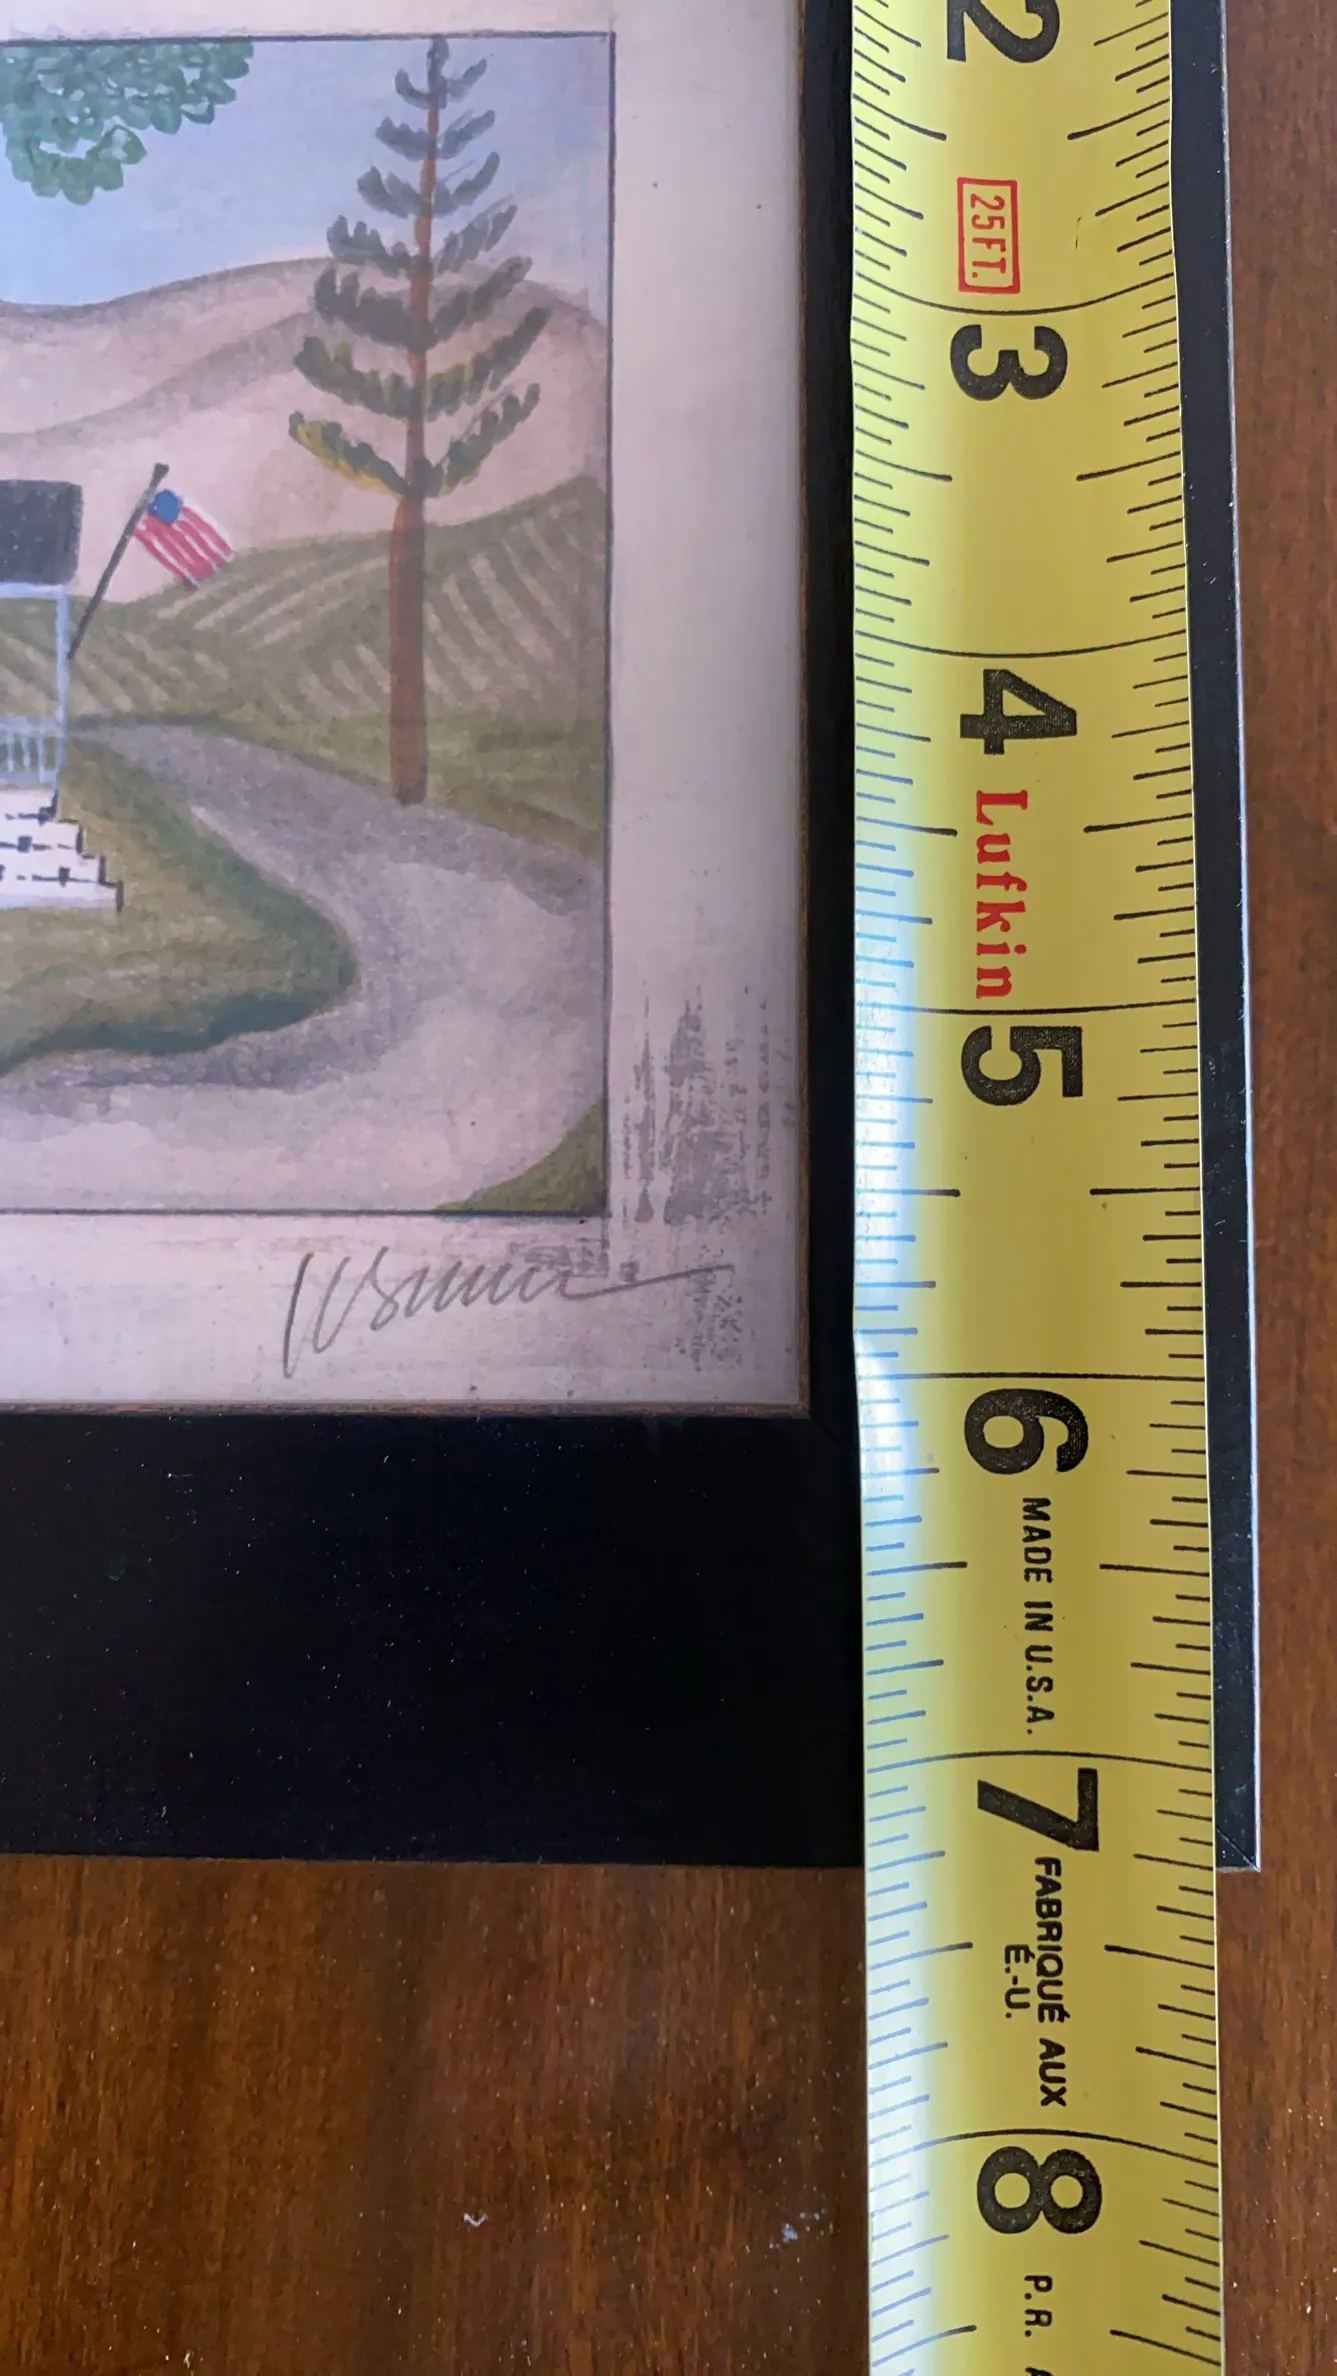 2
25FT.
3
4
Lufkin
5
6
MADE IN U.S.A.
7
FABRIQUÉ AUX
É.-U.
8
P.R.